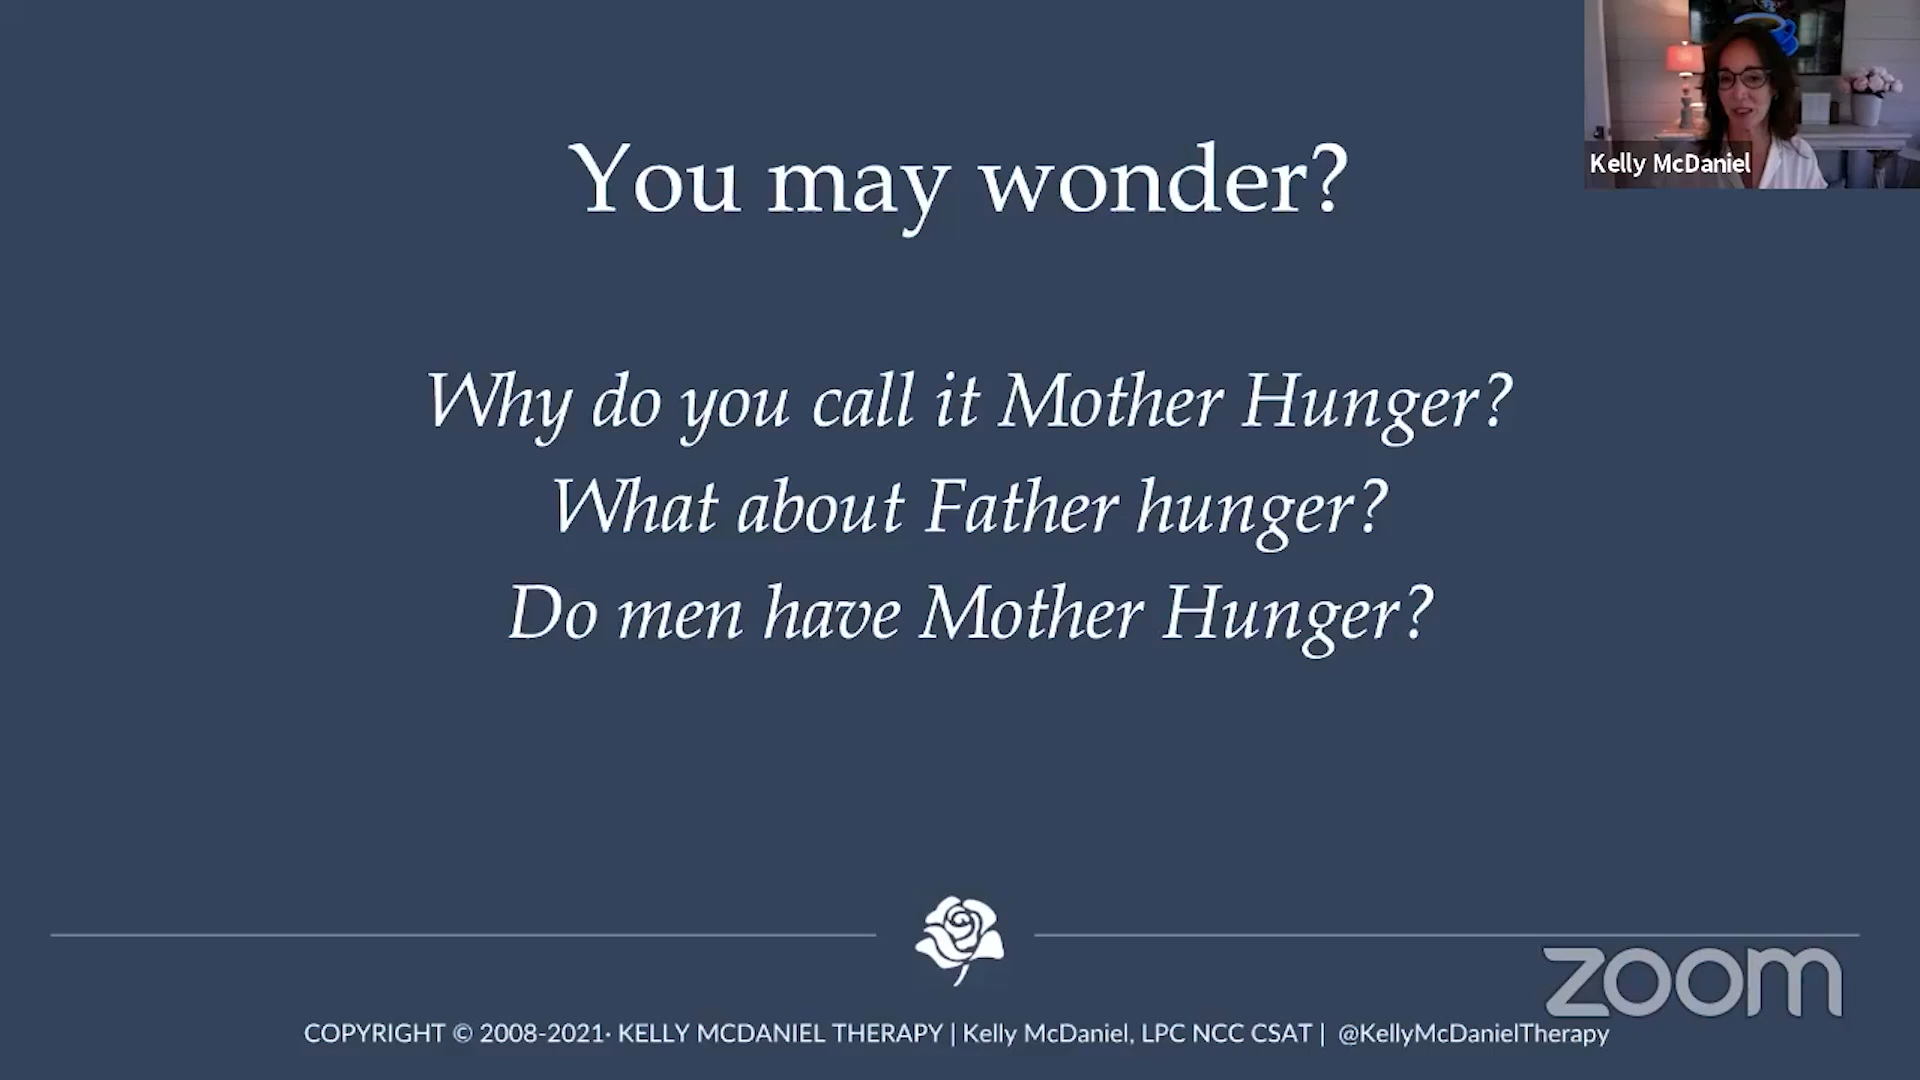 You may wonder?
Kelly McDaniel
Why do you call it Mother Hunger?
What about Father hunger?
Do men have Mother Hunger?
zoom
COPYRIGHT © 2008-2021· KELLY MCDANIEL THERAPY | Kelly McDaniel, LPC NCC CSAT | @KellyMcDanielTherapy